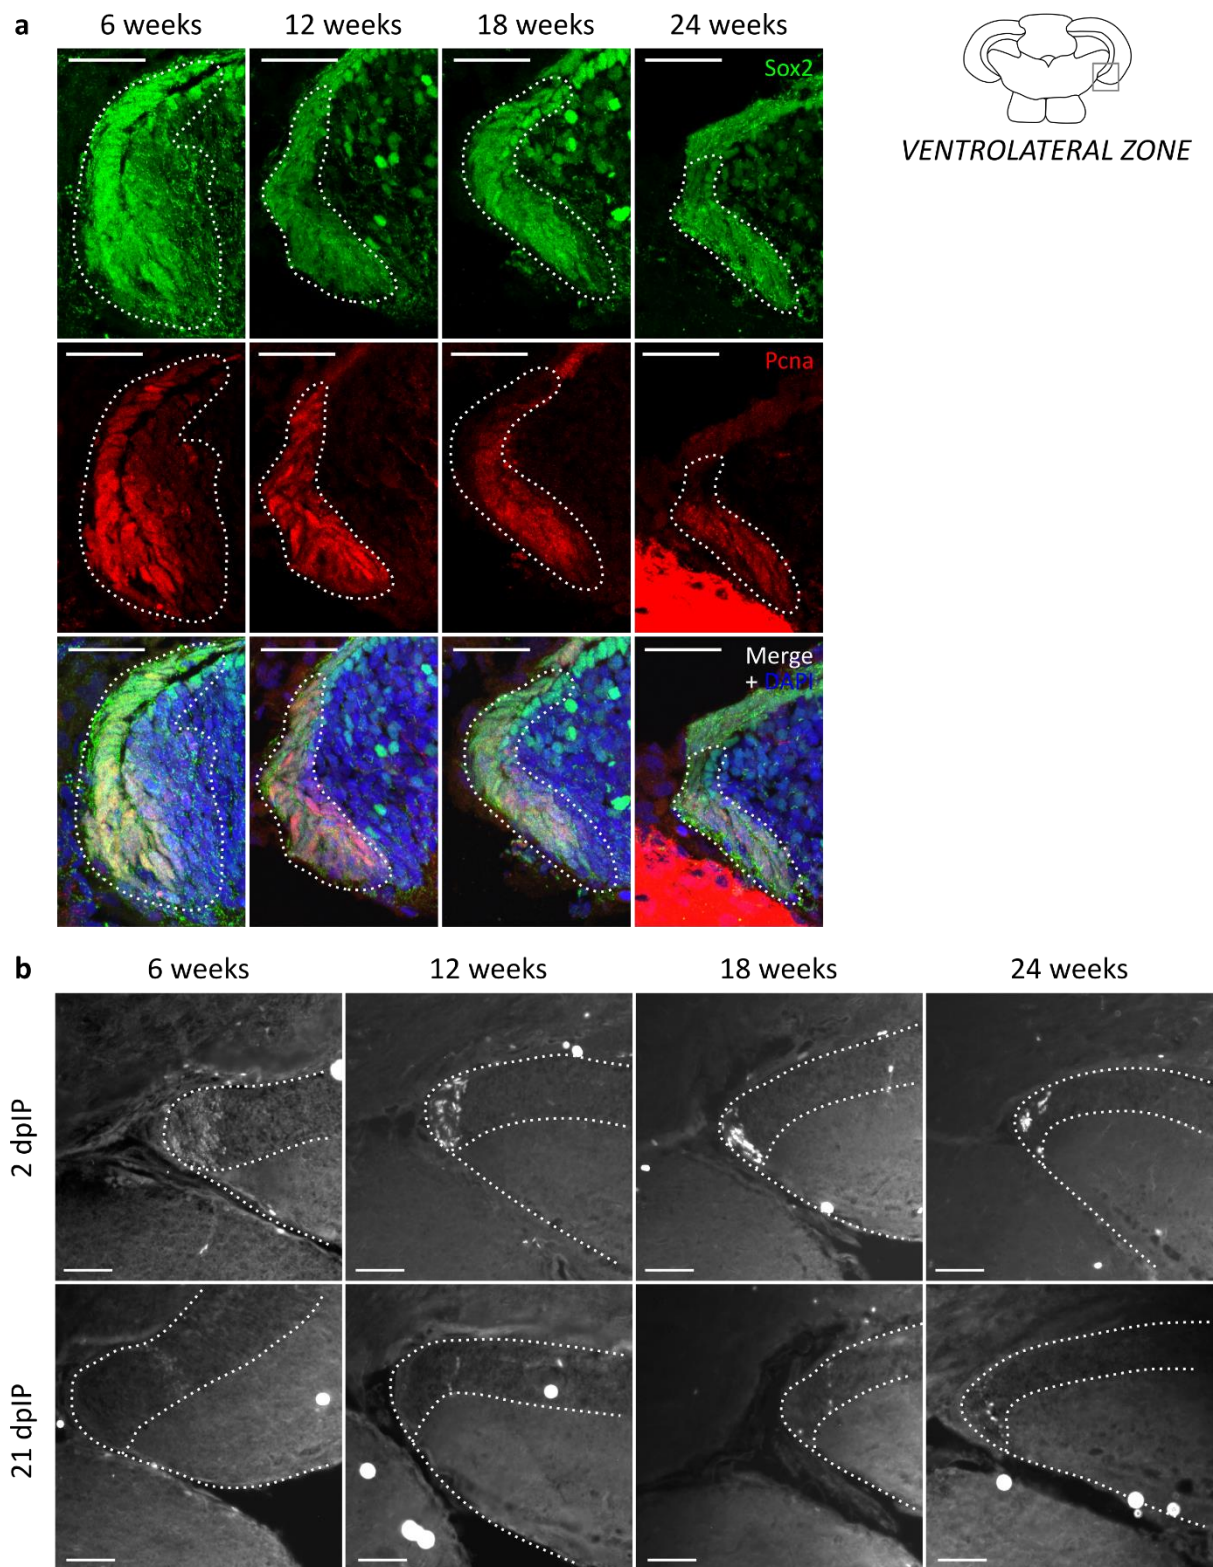 a
6 weeks 12 weeks 18 weeks 24 weeks
Sox2
VENTROLATERAL ZONE
Pcna
Merge
+ DAPI
b
6 weeks 12 weeks 18 weeks 24 weeks
2 dpIP
21 dpIP